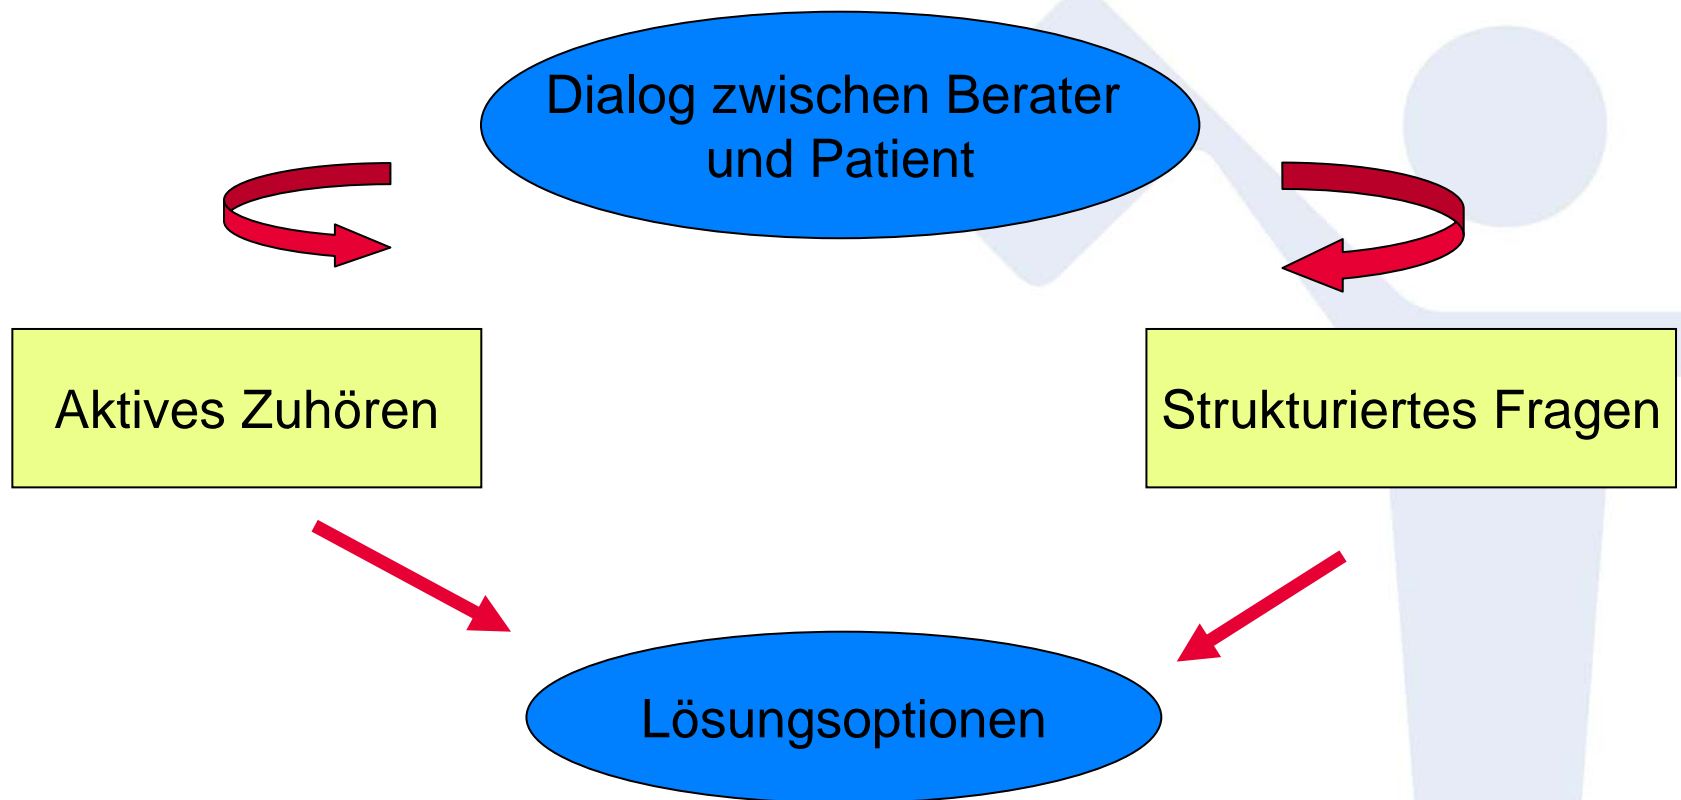 Dialog zwischen Berater
und Patient
Aktives Zuhören
Strukturiertes Fragen
Lösungsoptionen